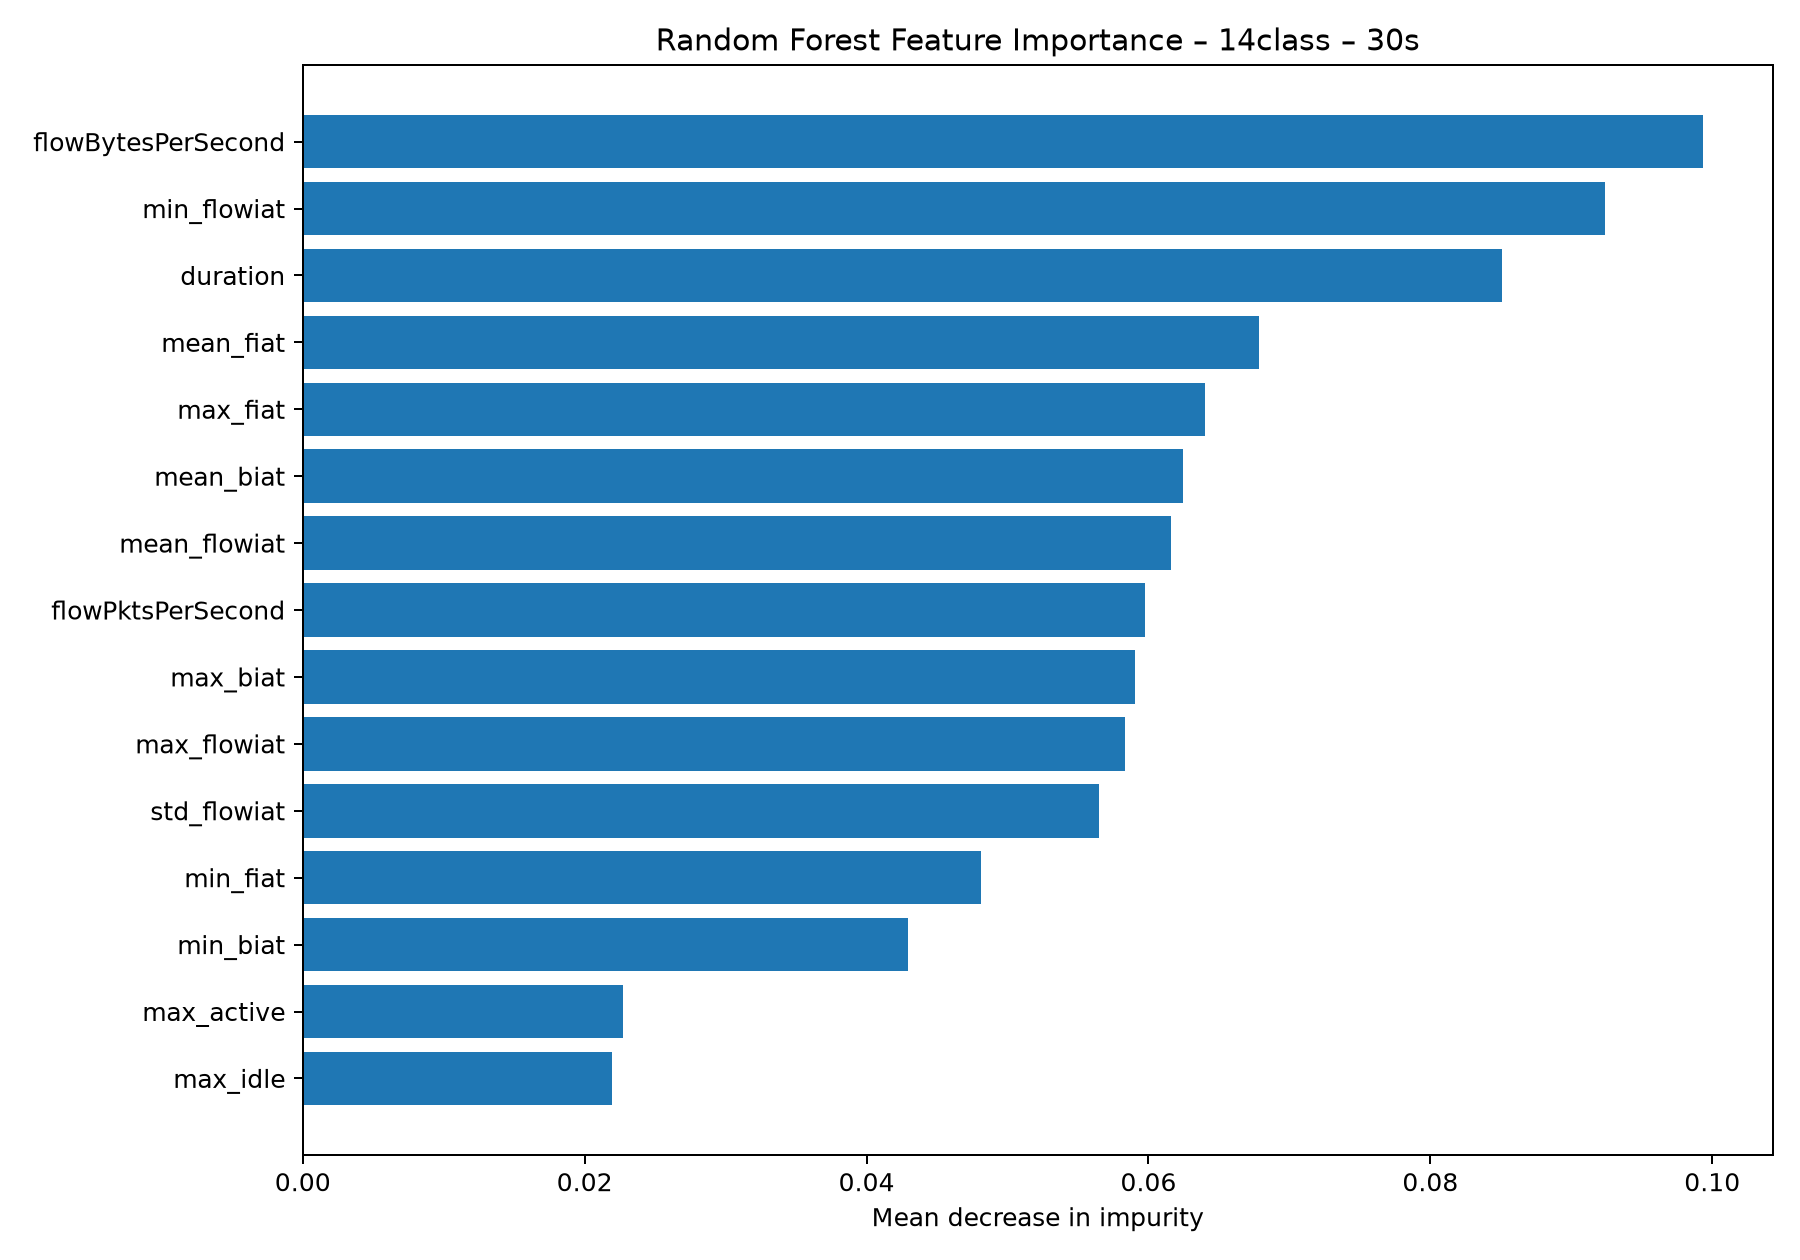 Random Forest Feature Importance – 14class – 30s
flowBytesPerSecond
min_flowiat
duration
mean_fiat
max_fiat
mean_biat
mean_flowiat
flowPktsPerSecond
max_biat
max_flowiat
std_flowiat
min_fiat
min_biat
max_active
max_idle
0.00 0.02 0.04 0.06 0.08 0.10
Mean decrease in impurity